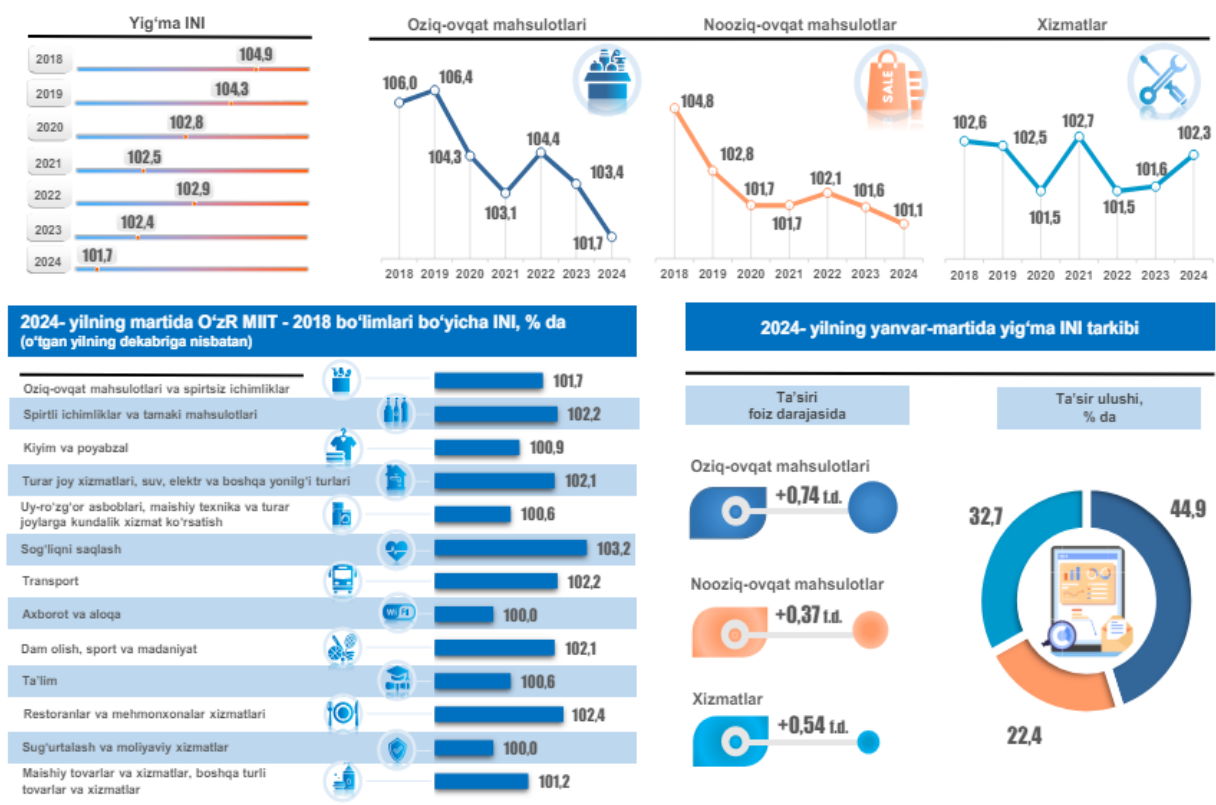 Yig‘ma INI
2018
104,9
2019
104,3
2020
102,8
2021
102,5
2022
102,9
2023
102,4
2024
101,7
Oziq-ovqat mahsulotlari
106,0
106,4
104,3
103,1
104,4
103,4
101,7
2018 2019 2020 2021 2022 2023 2024
Nooziq-ovqat mahsulotlar
SALE
104,8
102,8
101,7
101,7
102,1
101,6
101,1
2018 2019 2020 2021 2022 2023 2024
Xizmatlar
102,6
102,5
101,5
102,7
101,5
101,6
102,3
2018 2019 2020 2021 2022 2023 2024
2024- yilning martida O‘zR MIIT - 2018 bo‘limlari bo‘yicha INI, % da
(o‘tgan yilning dekabriga nisbatan)
Oziq-ovqat mahsulotlari va spirtsiz ichimliklar
101,7
Spirtli ichimliklar va tamaki mahsulotlari
102,2
Kiyim va poyabzal
100,9
Turar joy xizmatlari, suv, elektr va boshqa yonilg‘i turlari
102,1
Uy-ro‘zg‘or asboblari, maishiy texnika va turar
joylarga kundalik xizmat ko‘rsatish
100,6
Sog‘liqni saqlash
103,2
Transport
102,2
Axborot va aloqa
Wi Fi
100,0
Dam olish, sport va madaniyat
102,1
Ta’lim
100,6
Restoranlar va mehmonxonalar xizmatlari
102,4
Sug‘urtalash va moliyaviy xizmatlar
100,0
Maishiy tovarlar va xizmatlar, boshqa turli
tovarlar va xizmatlar
101,2
2024- yilning yanvar-martida yig‘ma INI tarkibi
Ta’siri
foiz darajasida
Oziq-ovqat mahsulotlari
+0,74 f.d.
Nooziq-ovqat mahsulotlar
+0,37 f.d.
Xizmatlar
+0,54 f.d.
Ta’sir ulushi,
% da
32,7
44,9
22,4